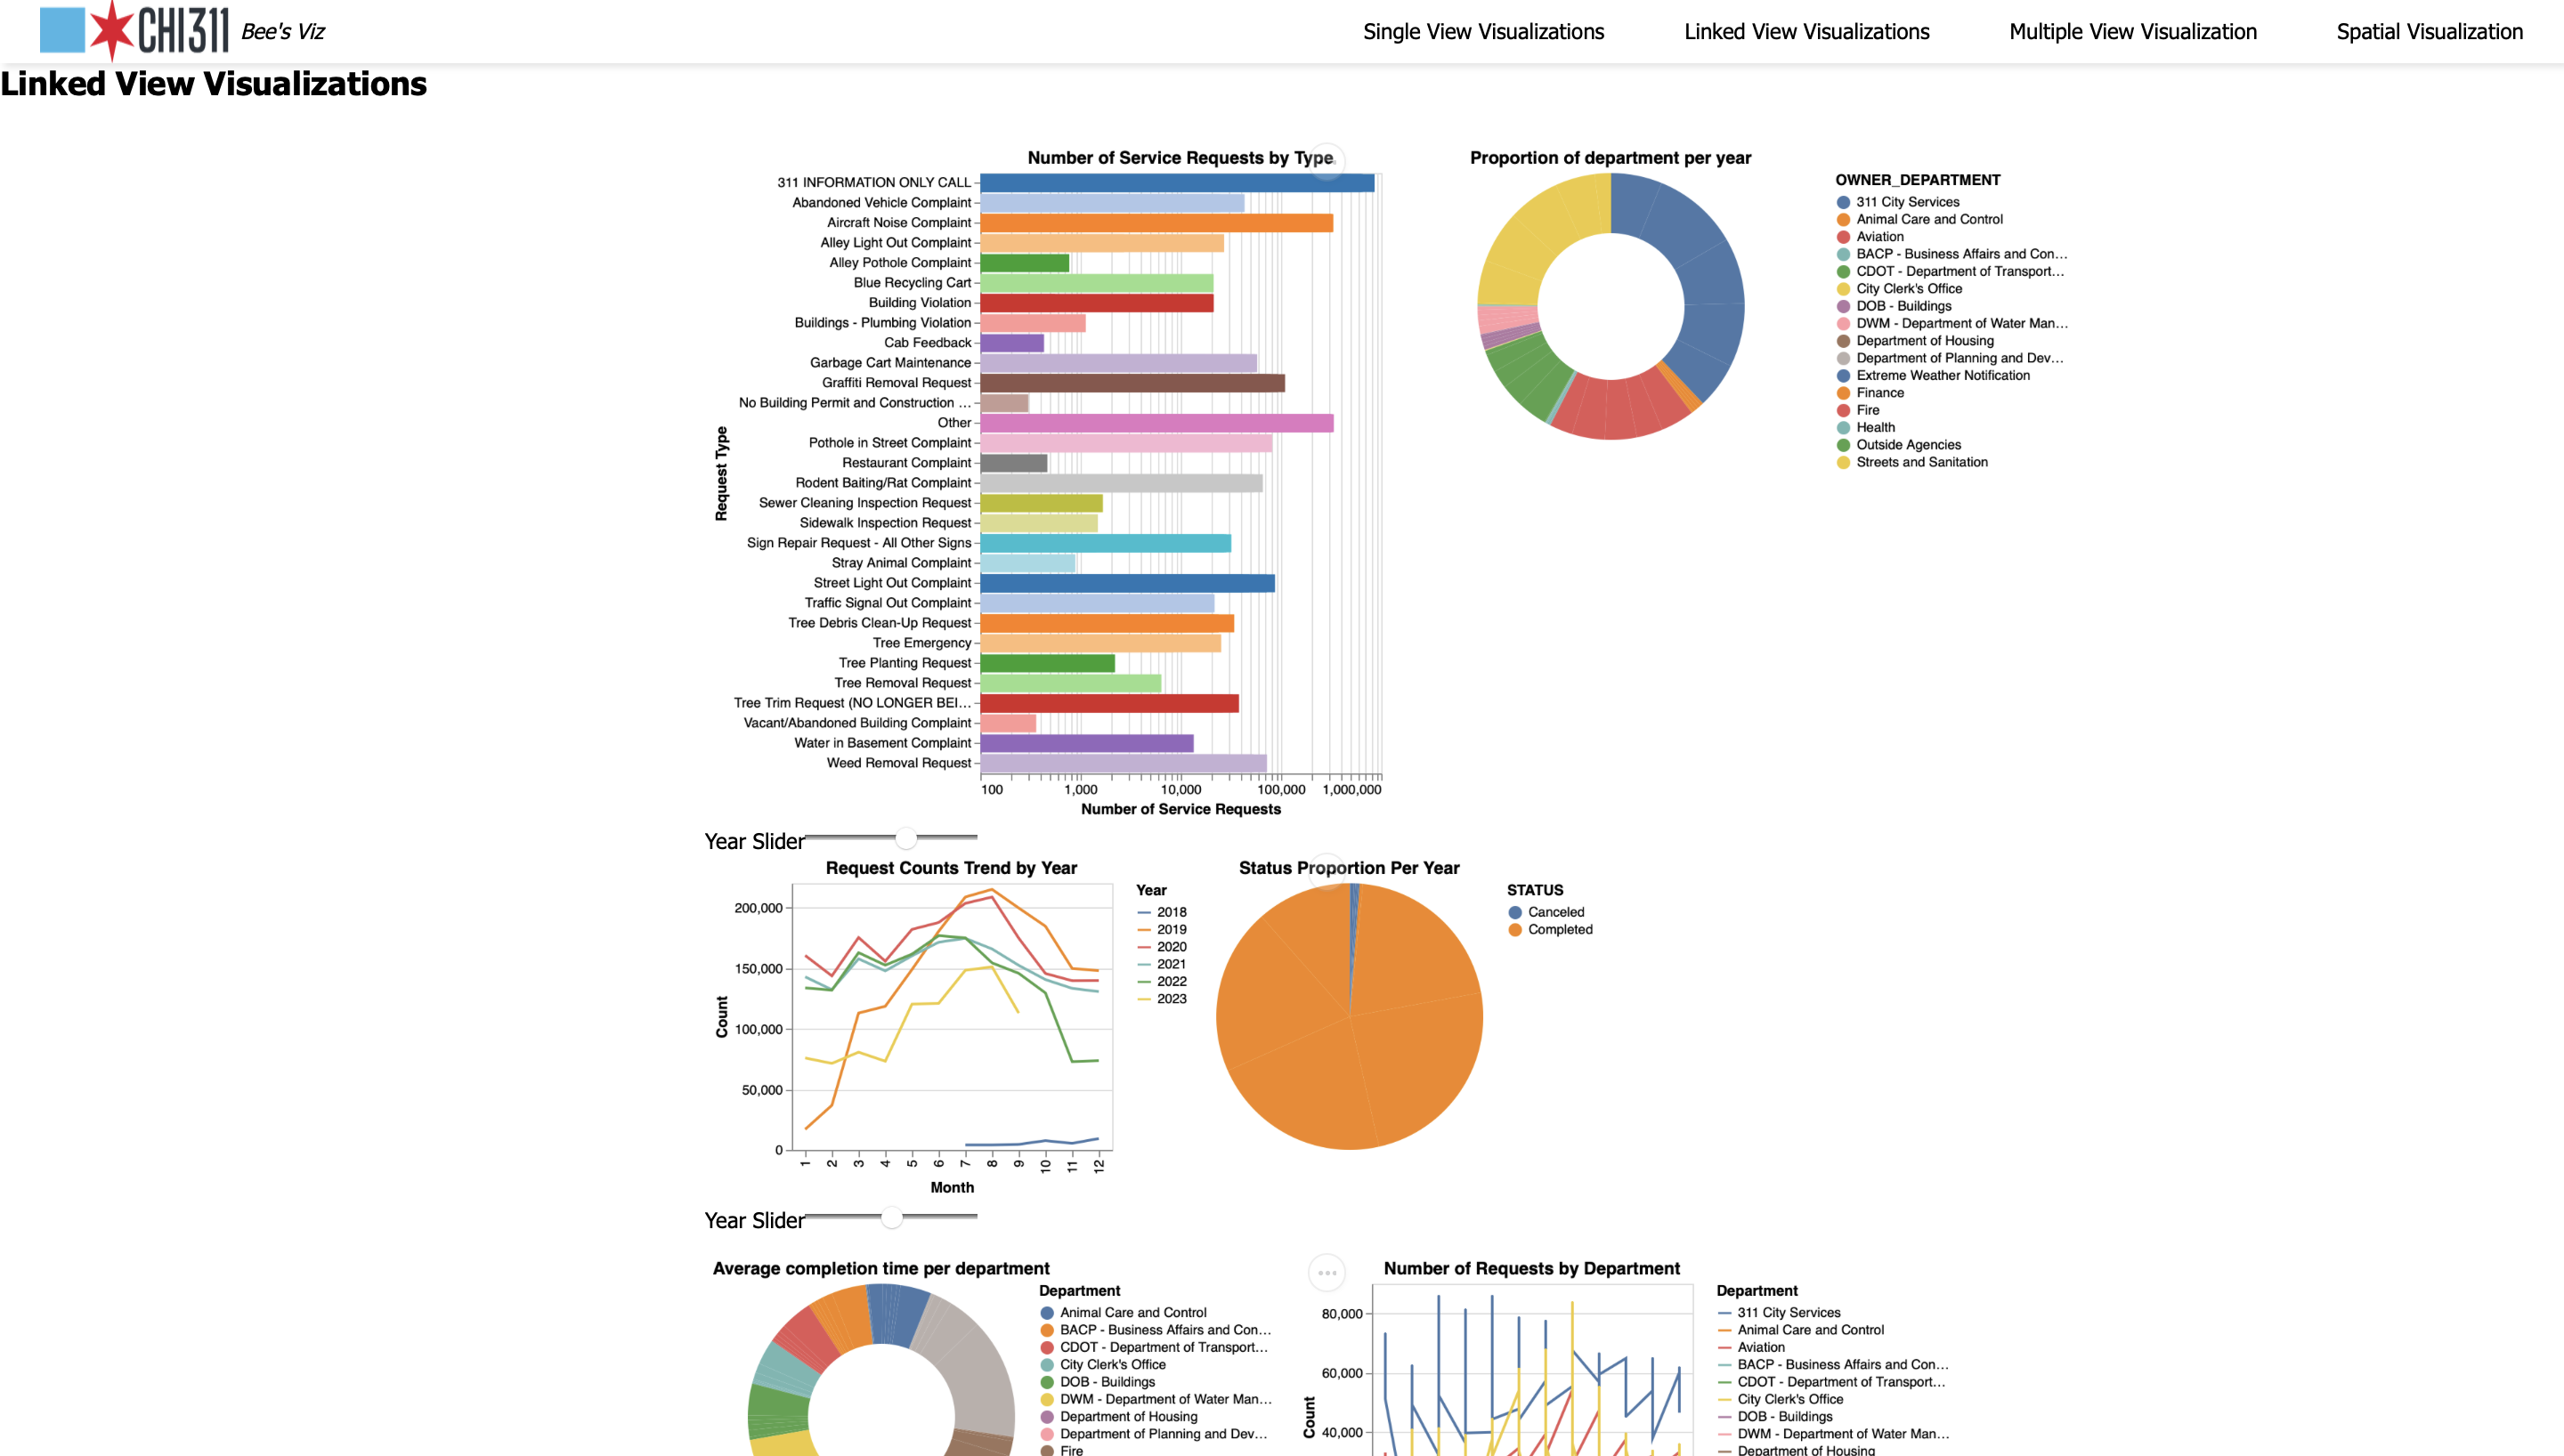 CHI311 Bee's Viz
Single View Visualizations
Linked View Visualizations
Multiple View Visualization
Spatial Visualization
Linked View Visualizations
Number of Service Requests by Type
Request Type
311 INFORMATION ONLY CALL
Abandoned Vehicle Complaint
Aircraft Noise Complaint
Alley Light Out Complaint
Alley Pothole Complaint
Blue Recycling Cart
Building Violation
Buildings - Plumbing Violation
Cab Feedback
Garbage Cart Maintenance
Graffiti Removal Request
No Building Permit and Construction …
Other
Pothole in Street Complaint
Restaurant Complaint
Rodent Baiting/Rat Complaint
Sewer Cleaning Inspection Request
Sidewalk Inspection Request
Sign Repair Request - All Other Signs
Stray Animal Complaint
Street Light Out Complaint
Traffic Signal Out Complaint
Tree Debris Clean-Up Request
Tree Emergency
Tree Planting Request
Tree Removal Request
Tree Trim Request (NO LONGER BEI…
Vacant/Abandoned Building Complaint
Water in Basement Complaint
Weed Removal Request
100 1,000 10,000 100,000 1,000,000
Number of Service Requests
Proportion of department per year
OWNER_DEPARTMENT
311 City Services
Animal Care and Control
Aviation
BACP - Business Affairs and Con…
CDOT - Department of Transport…
City Clerk's Office
DOB - Buildings
DWM - Department of Water Man…
Department of Housing
Department of Planning and Dev…
Extreme Weather Notification
Finance
Fire
Health
Outside Agencies
Streets and Sanitation
Year Slider
Request Counts Trend by Year
Count
200,000
150,000
100,000
50,000
0
1 2 3 4 5 6 7 8 9 10 11 12
Month
Year
2018
2019
2020
2021
2022
2023
Status Proportion Per Year
STATUS
Canceled
Completed
Year Slider
Average completion time per department
Department
Animal Care and Control
BACP - Business Affairs and Con…
CDOT - Department of Transport…
City Clerk's Office
DOB - Buildings
DWM - Department of Water Man…
Department of Housing
Department of Planning and Dev…
Fire
Number of Requests by Department
Count
80,000
60,000
40,000
Department
311 City Services
Animal Care and Control
Aviation
BACP - Business Affairs and Con…
CDOT - Department of Transport…
City Clerk's Office
DOB - Buildings
DWM - Department of Water Man…
Department of Housing